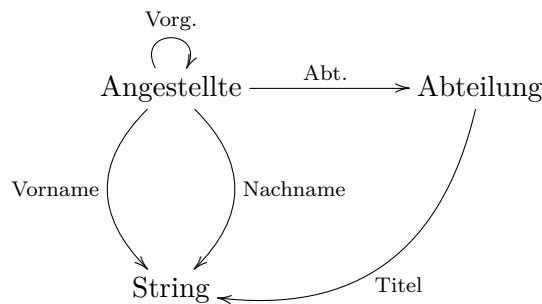 Vorg.
Angestellte Abt. Abteilung
Vorname Nachname
String Titel